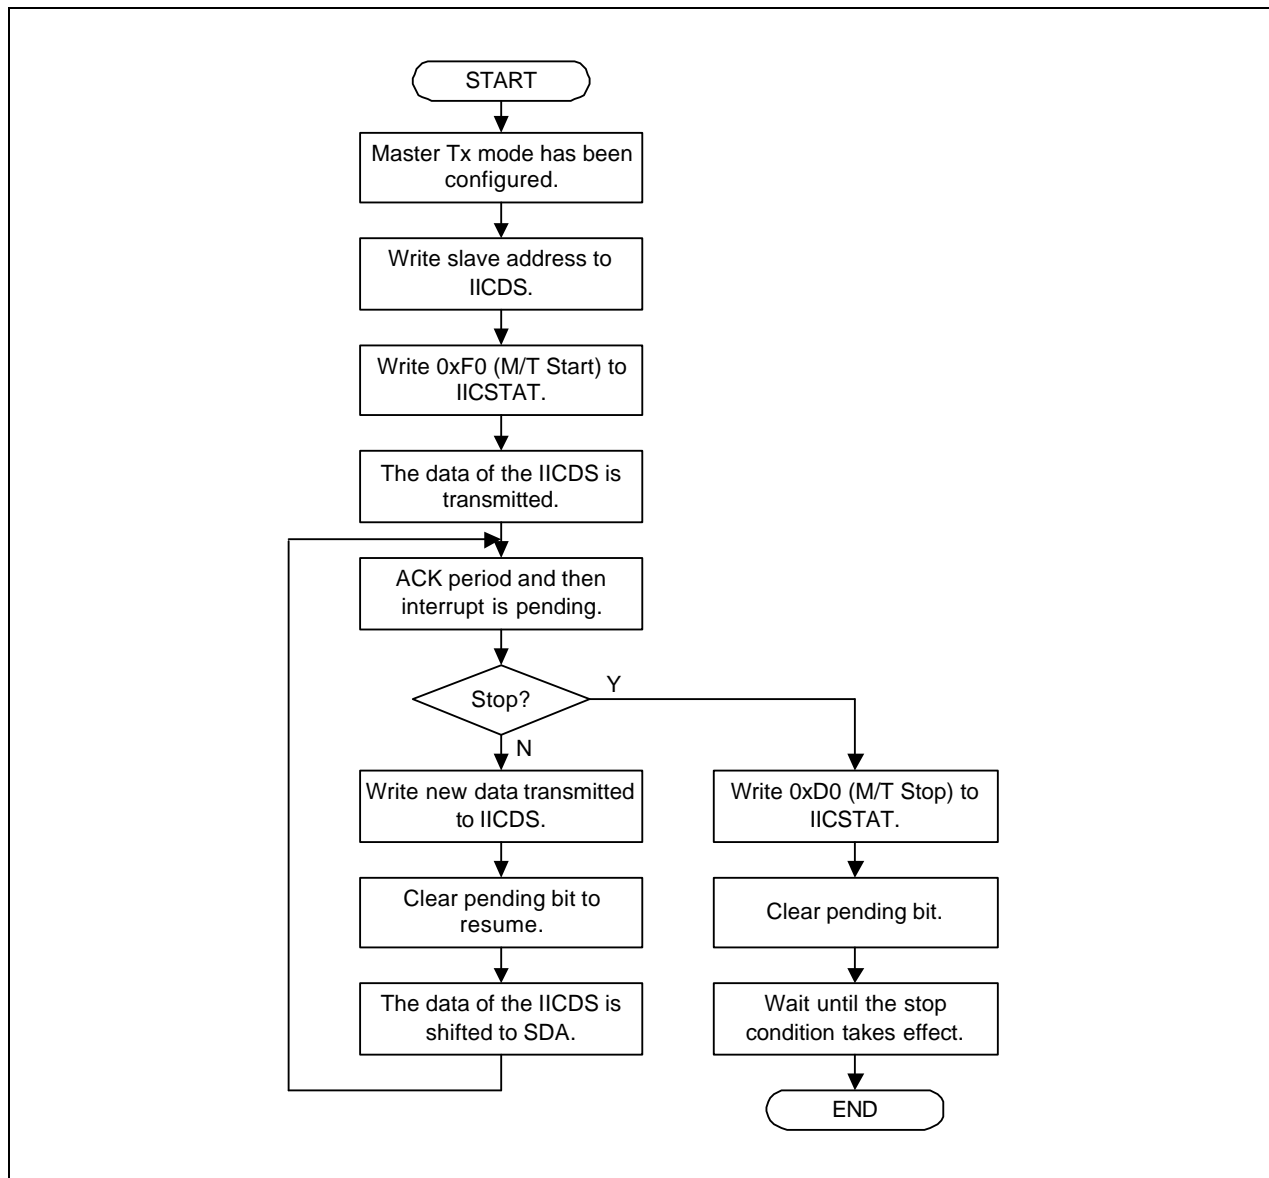 START
Master Tx mode has been
configured.
Write slave address to
IICDS.
Write 0xF0 (M/T Start) to
IICSTAT.
The data of the IICDS is
transmitted.
ACK period and then
interrupt is pending.
Stop?
Y
N
Write new data transmitted
to IICDS.
Clear pending bit to
resume.
The data of the IICDS is
shifted to SDA.
Write 0xD0 (M/T Stop) to
IICSTAT.
Clear pending bit.
Wait until the stop
condition takes effect.
END